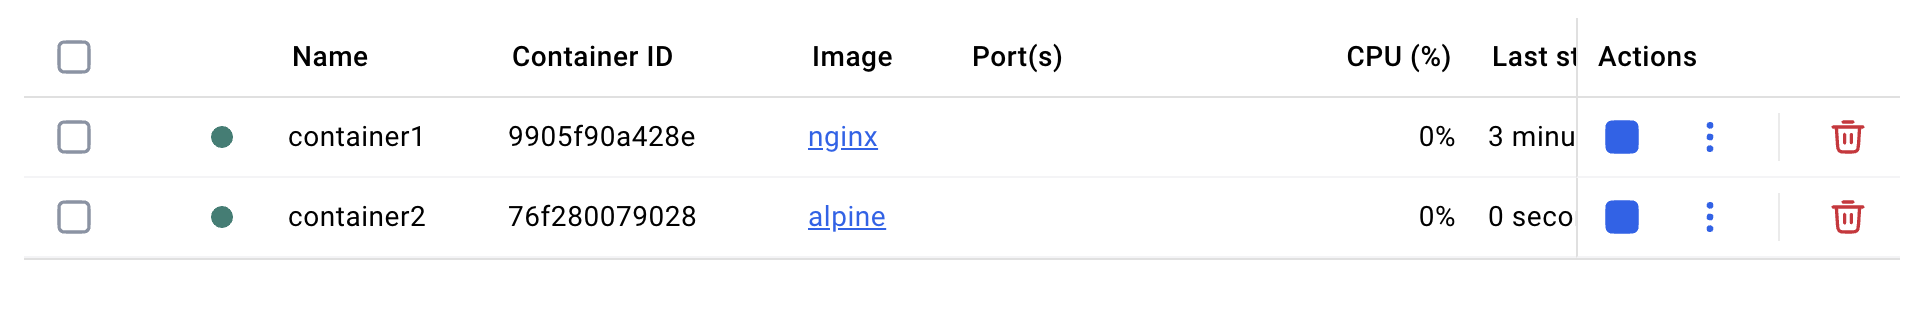 Name Container ID Image Port(s) CPU (%) Last st Actions
container1 9905f90a428e nginx 0% 3 minu
container2 76f280079028 alpine 0% 0 seco